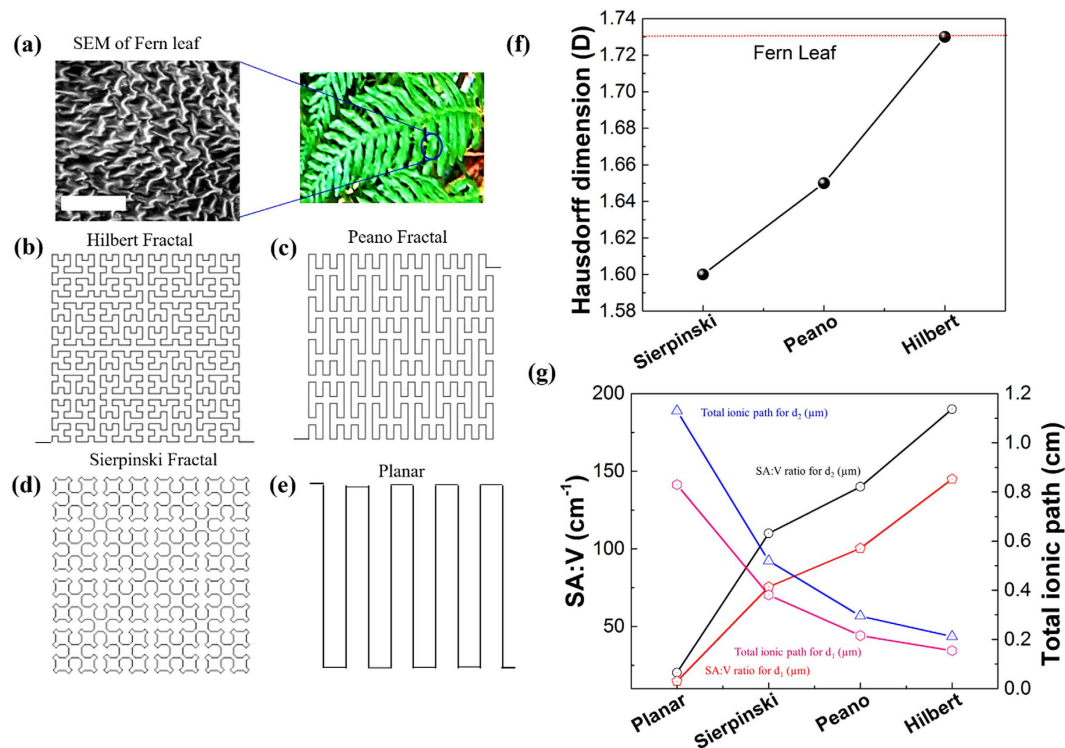 (a)
SEM of Fern leaf
(b)
Hilbert Fractal
(c)
Peano Fractal
(d)
Sierpinski Fractal
(e)
Planar
(f)
Hausdorff dimension (D)
1.74
1.72
1.70
1.68
1.66
1.64
1.62
1.60
1.58
Fern Leaf
Sierpinski
Peano
Hilbert
(g)
SA:V (cm⁻¹)
200
150
100
50
Total ionic path for d₂ (µm)
SA:V ratio for d₂ (µm)
Total ionic path for d₁ (µm)
SA:V ratio for d₁ (µm)
Planar
Sierpinski
Peano
Hilbert
1.2
1.0
0.8
0.6
0.4
0.2
0.0
Total ionic path (cm)